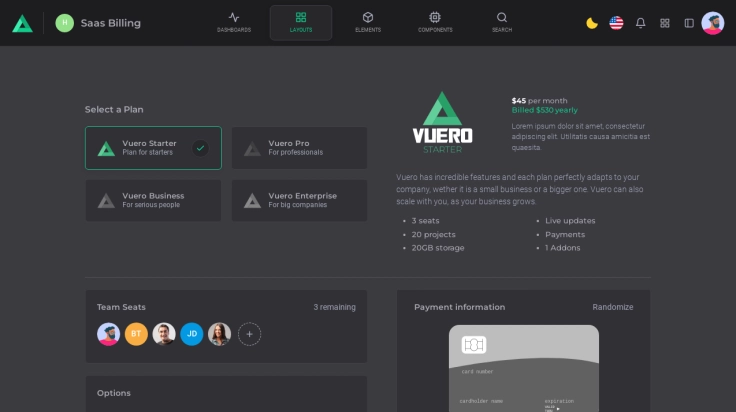 H
Saas Billing
DASHBOARDS
LAYOUTS
ELEMENTS
COMPONENTS
SEARCH
Select a Plan
Vuero Starter
Plan for starters
Vuero Pro
For professionals
Vuero Business
For serious people
Vuero Enterprise
For big companies
VUERO
STARTER
$45 per month
Billed $530 yearly
Lorem ipsum dolor sit amet, consectetur
adipiscing elit. Utilitatis causa amicitia est
quaesita.
Vuero has incredible features and each plan perfectly adapts to your
company, wether it is a small business or a bigger one. Vuero can also
scale with you, as your business grows
• 3 seats
• 20 projects
• 20GB storage
• Live updates
• Payments
• 1 Addons
Team Seats
3 remaining
BT
JD
+
Options
Payment information
Randomize
card number
cardholder name
expiration